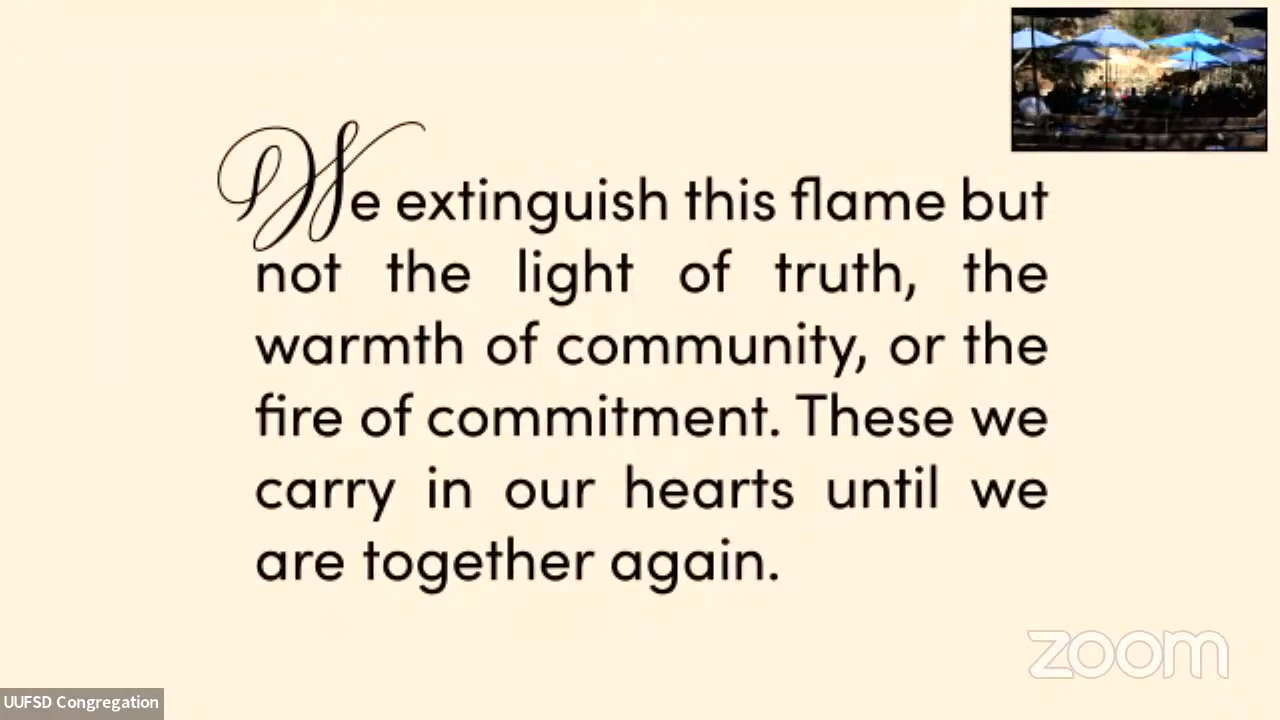 We extinguish this flame but
not the light of truth, the
warmth of community, or the
fire of commitment. These we
carry in our hearts until we
are together again.
zoom
UUFSD Congregation